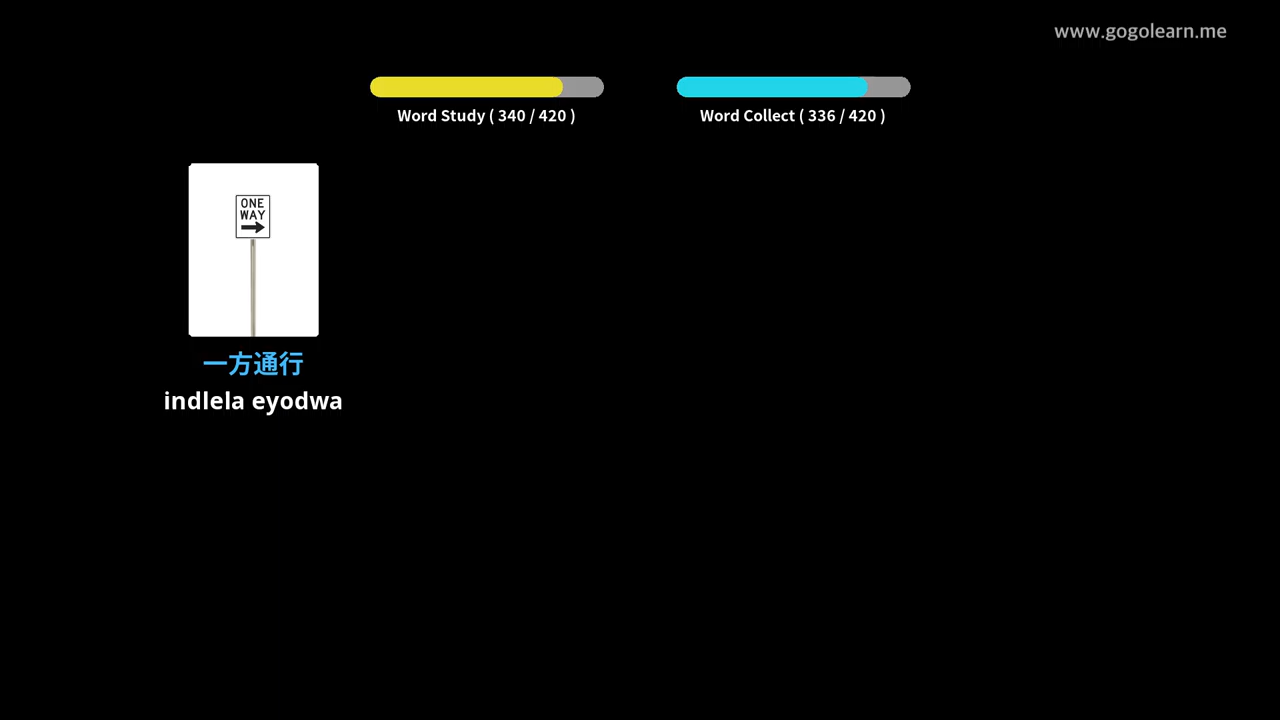 www.gogolearn.me
Word Study ( 340 / 420 )
Word Collect ( 336 / 420 )
ONE
WAY
一方通行
indlela eyodwa